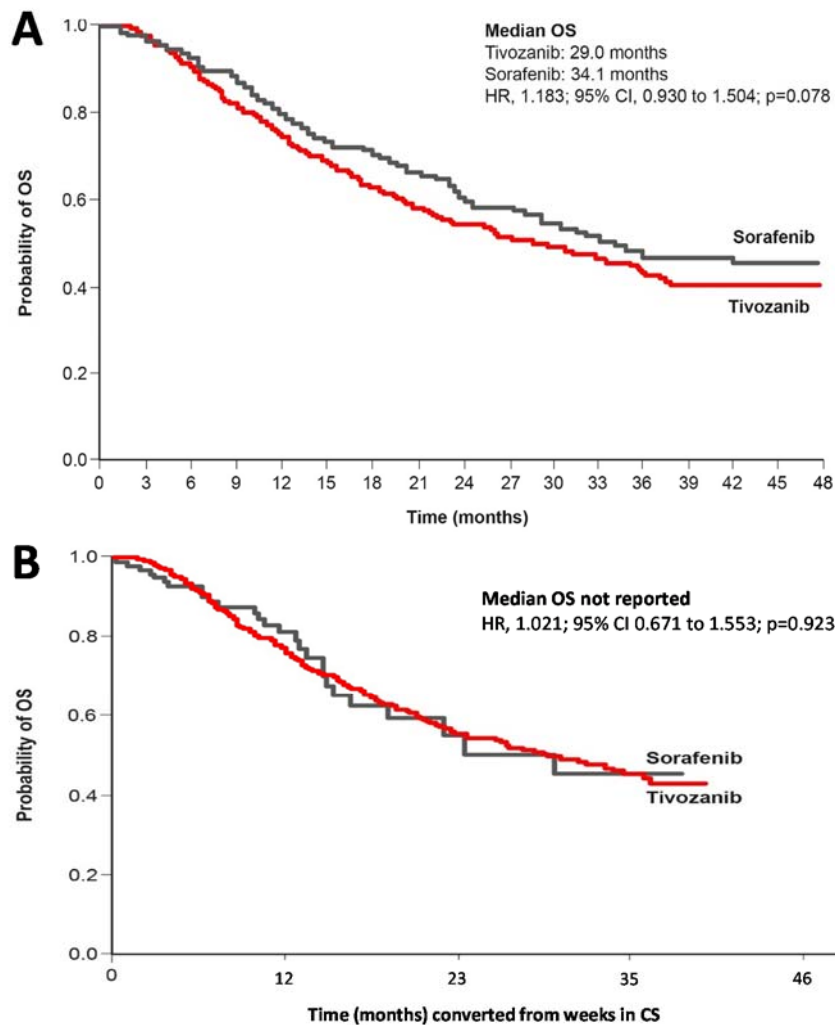 A
Median OS
Tivozanib: 29.0 months
Sorafenib: 34.1 months
HR, 1.183; 95% CI, 0.930 to 1.504; p=0.078
Probability of OS
1.0
0.8
0.6
0.4
0.2
0.0
Sorafenib
Tivozanib
0 3 6 9 12 15 18 21 24 27 30 33 36 39 42 45 48
Time (months)
B
Median OS not reported
HR, 1.021; 95% CI 0.671 to 1.553; p=0.923
Probability of OS
1.0
0.8
0.6
0.4
0.2
0.0
Sorafenib
Tivozanib
0 12 23 35 46
Time (months) converted from weeks in CS